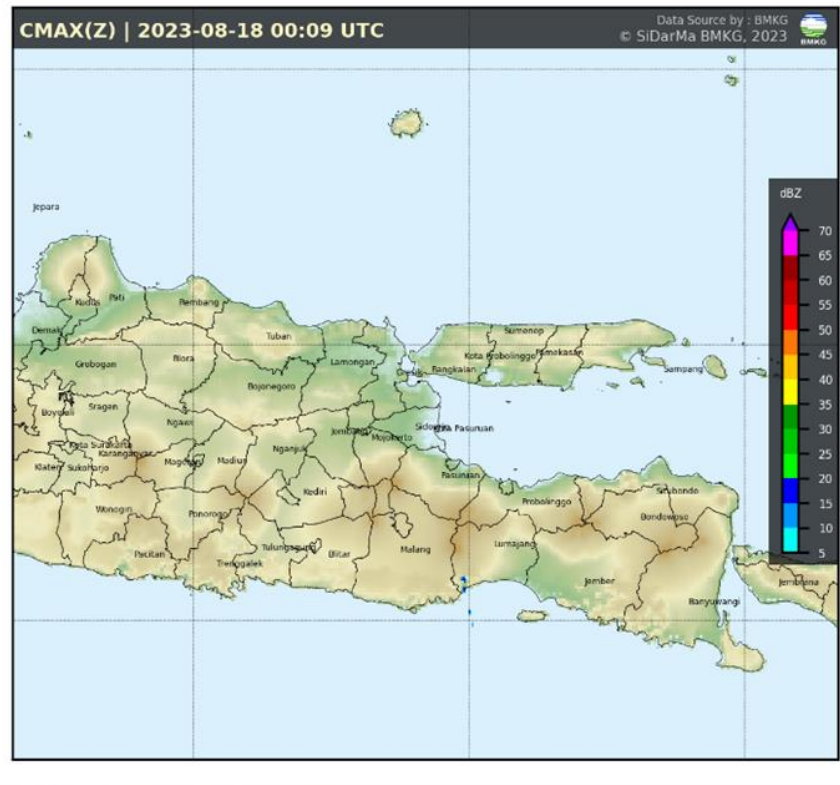 CMAX(Z) | 2023-08-18 00:09 UTC
Data Source by : BMKG
© SiDarMa BMKG, 2023
BMKG
dBZ
70
65
60
55
50
45
40
35
30
25
20
15
10
5
Jepara
Kudus
Pati
Rembang
Demak
Tuban
Sumenep
Grobogan
Blora
Lamongan
Kota Probolinggo
Pamekasan
Gresik
Bangkalan
Sampang
Bojonegoro
Boyolali
Sragen
Ngawi
Jombang
Mojokerto
Sidoarjo
Kota Pasuruan
Kota Surakarta
Karanganyar
Nganjuk
Klaten
Sukoharjo
Magetan
Madiun
Pasuruan
Kediri
Situbondo
Probolinggo
Wonogiri
Ponorogo
Bondowoso
Pacitan
Tulungagung
Blitar
Malang
Lumajang
Trenggalek
Jember
Jembrana
Banyuwangi